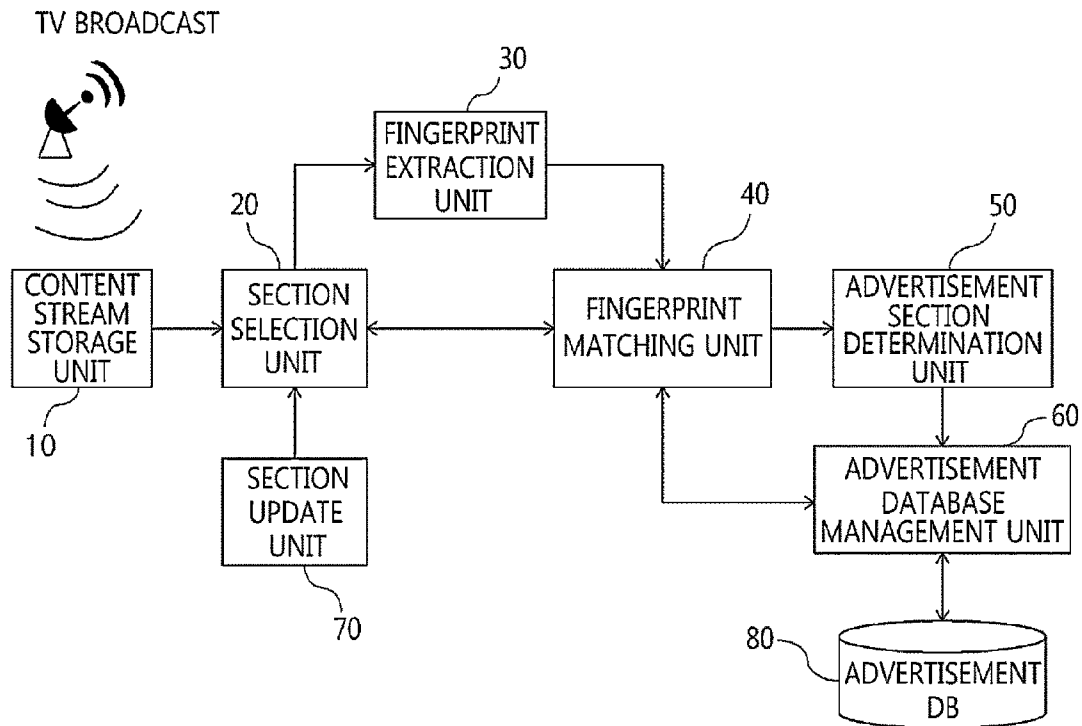 TV BROADCAST
30
FINGERPRINT
EXTRACTION
UNIT
20
40
50
CONTENT
STREAM
STORAGE
UNIT
SECTION
SELECTION
UNIT
FINGERPRINT
MATCHING UNIT
ADVERTISEMENT
SECTION
DETERMINATION
UNIT
10
60
SECTION
UPDATE
UNIT
ADVERTISEMENT
DATABASE
MANAGEMENT UNIT
70
80
ADVERTISEMENT
DB